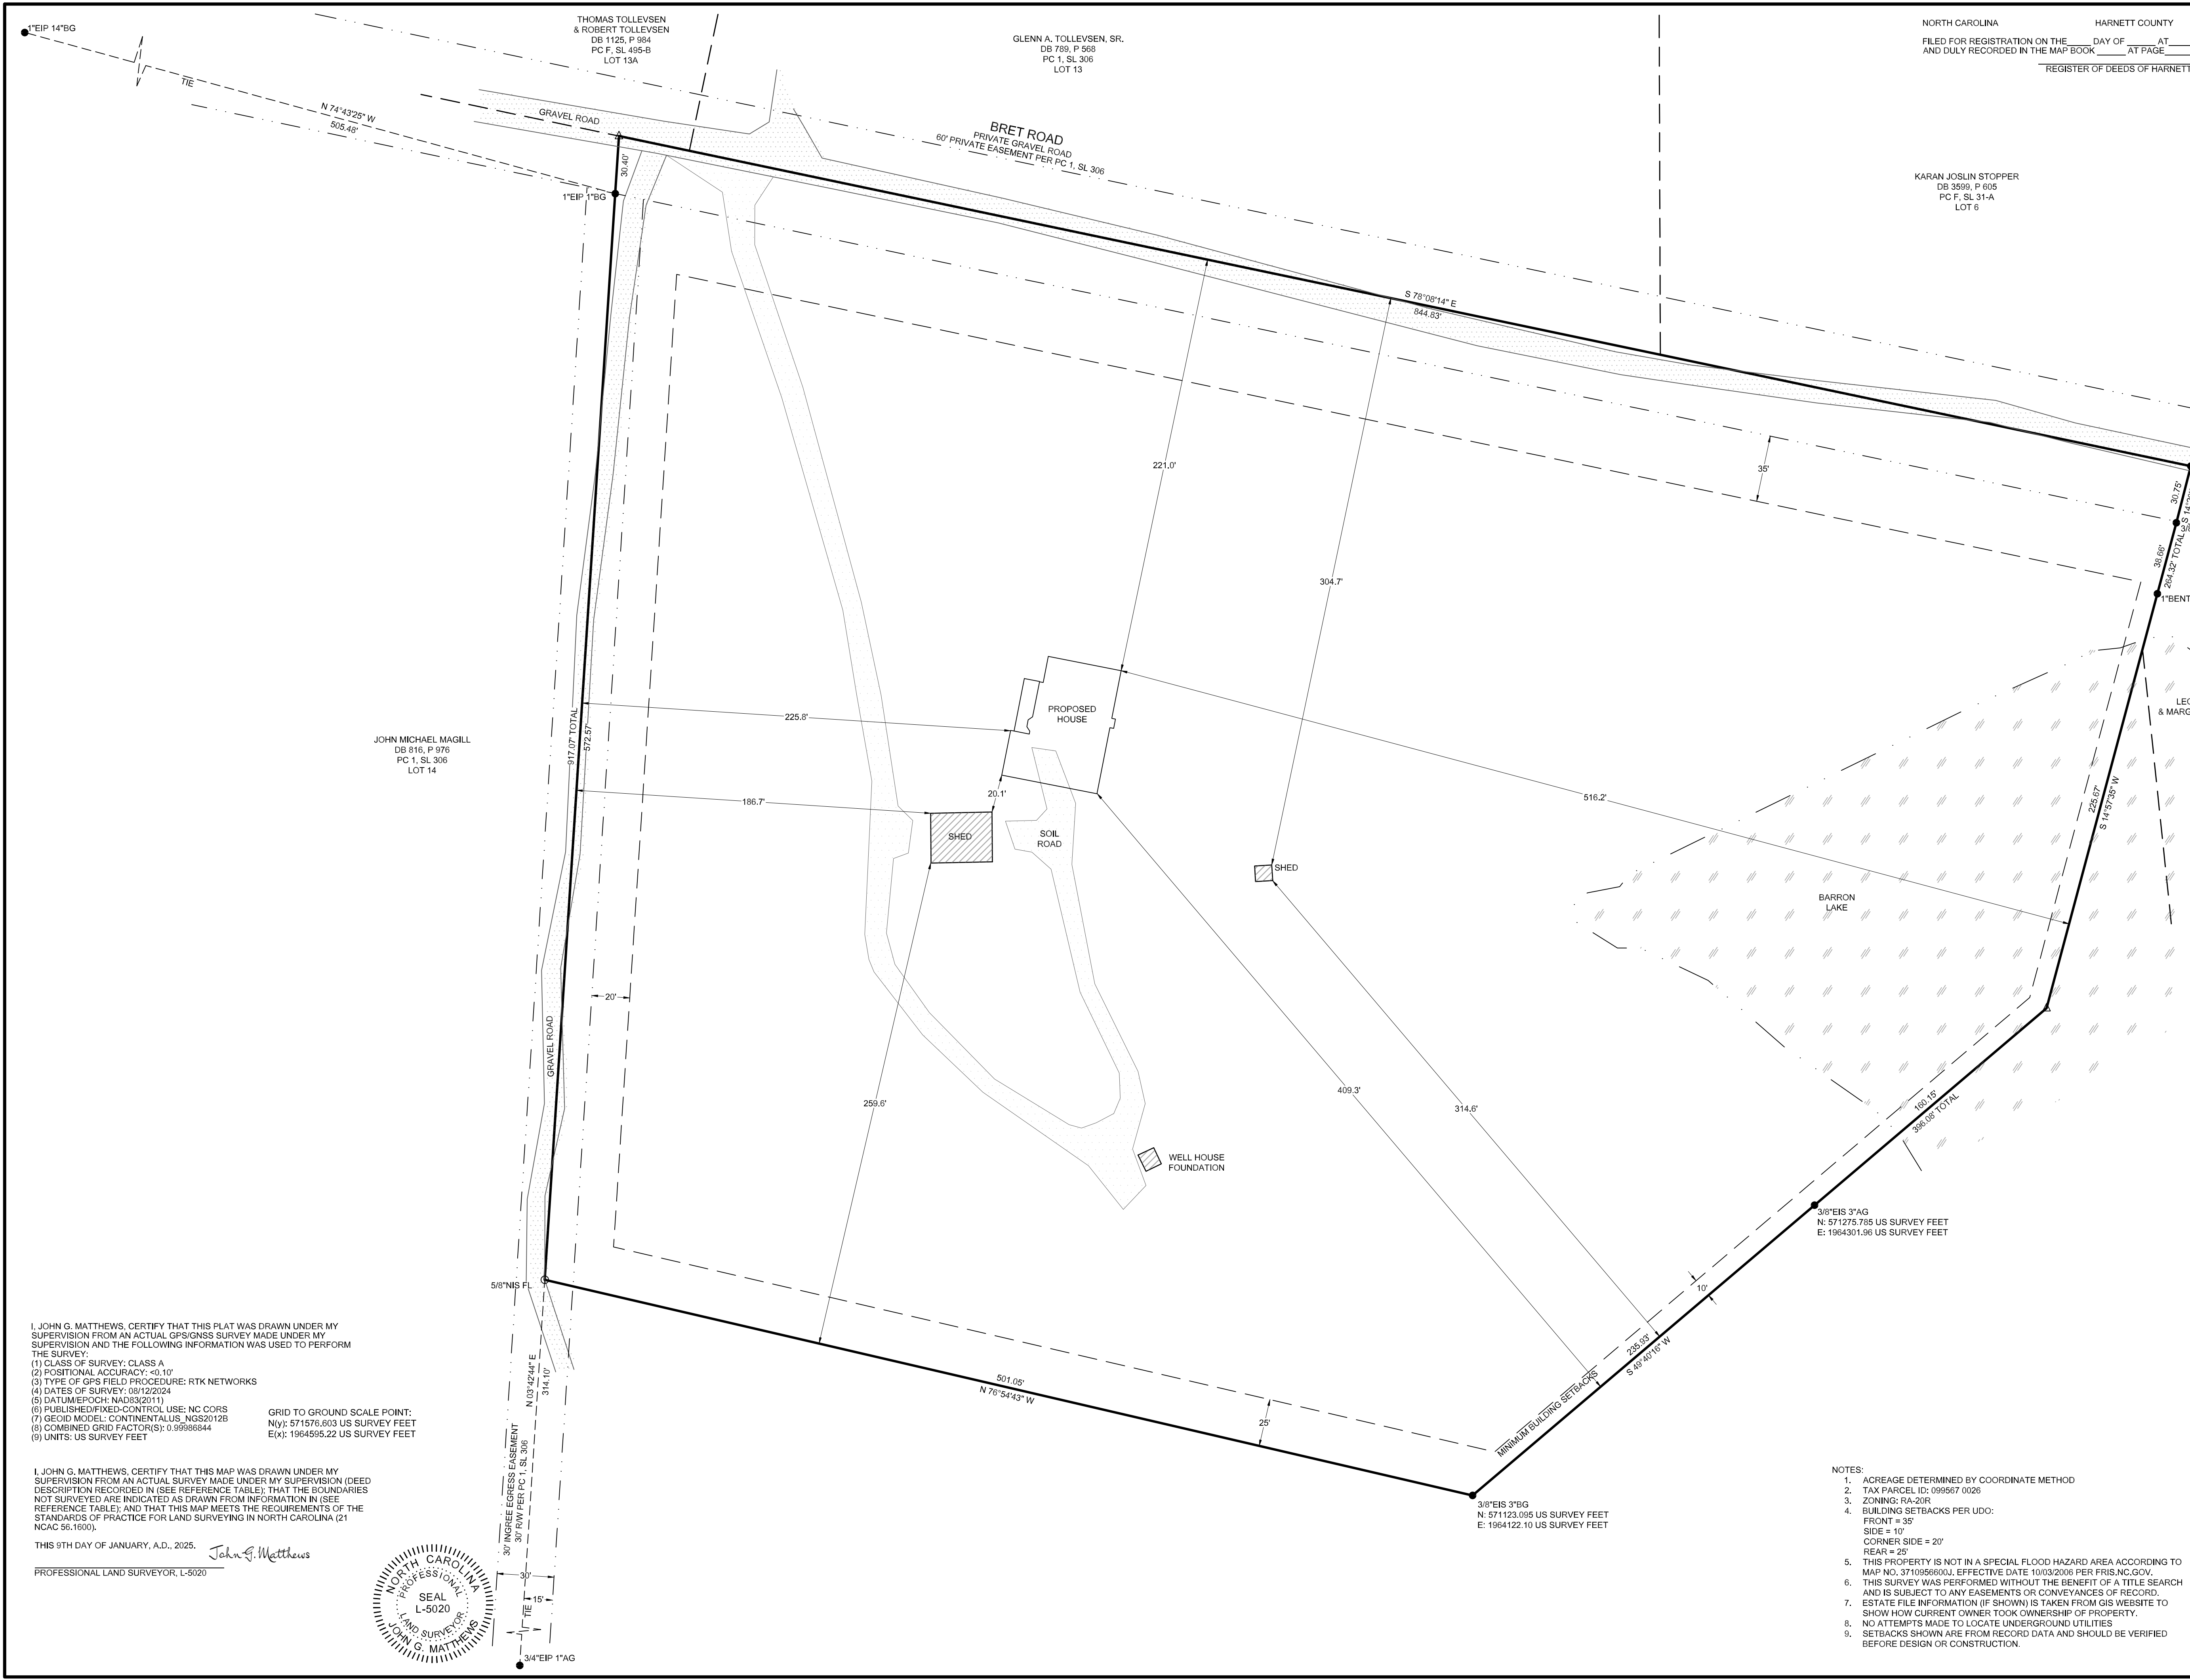 1"EIP 14"BG
TIE
N 74°43'25" W
505.48'
THOMAS TOLLEVSEN
& ROBERT TOLLEVSEN
DB 1125, P 984
PC F, SL 495-B
LOT 13A
GLENN A. TOLLEVSEN, SR.
DB 789, P 568
PC 1, SL 306
LOT 13
NORTH CAROLINA HARNETT COUNTY
FILED FOR REGISTRATION ON THE____ DAY OF _____ AT____
AND DULY RECORDED IN THE MAP BOOK _____ AT PAGE____
REGISTER OF DEEDS OF HARNETT
GRAVEL ROAD
BRET ROAD
PRIVATE GRAVEL ROAD
60' PRIVATE EASEMENT PER PC 1, SL 306
KARAN JOSLIN STOPPER
DB 3599, P 605
PC F, SL 31-A
LOT 6
30.40'
1"EIP 1"BG
S 78°08'14" E
844.83'
221.0'
35'
304.7'
30.75'
38.66'
264.32' TOTAL
1"BENT
& MARG
JOHN MICHAEL MAGILL
DB 816, P 976
PC 1, SL 306
LOT 14
917.07' TOTAL
572.57'
225.8'
PROPOSED
HOUSE
186.7'
20.1'
SHED
SOIL
ROAD
SHED
516.2'
BARRON
LAKE
225.67'
S 14°57'35" W
20'
GRAVEL ROAD
259.6'
409.3'
314.6'
160.15'
396.08' TOTAL
WELL HOUSE
FOUNDATION
3/8"EIS 3"AG
N: 571275.785 US SURVEY FEET
E: 1964301.96 US SURVEY FEET
10'
235.93'
S 49°40'16" W
MINIMUM BUILDING SETBACKS
5/8"NIS FL
501.05'
N 76°54'43" W
25'
3/8"EIS 3"BG
N: 571123.095 US SURVEY FEET
E: 1964122.10 US SURVEY FEET
N 03°42'44" E
314.10'
30' INGREE EGRESS EASEMENT
30' R/W PER PC 1, SL 306
30'
15'
TIE
3/4"EIP 1"AG
I, JOHN G. MATTHEWS, CERTIFY THAT THIS PLAT WAS DRAWN UNDER MY
SUPERVISION FROM AN ACTUAL GPS/GNSS SURVEY MADE UNDER MY
SUPERVISION AND THE FOLLOWING INFORMATION WAS USED TO PERFORM
THE SURVEY:
(1) CLASS OF SURVEY: CLASS A
(2) POSITIONAL ACCURACY: <0.10'
(3) TYPE OF GPS FIELD PROCEDURE: RTK NETWORKS
(4) DATES OF SURVEY: 08/12/2024
(5) DATUM/EPOCH: NAD83(2011)
(6) PUBLISHED/FIXED-CONTROL USE: NC CORS
(7) GEOID MODEL: CONTINENTALUS_NGS2012B
(8) COMBINED GRID FACTOR(S): 0.99986844
(9) UNITS: US SURVEY FEET
GRID TO GROUND SCALE POINT:
N(y): 571576.603 US SURVEY FEET
E(x): 1964595.22 US SURVEY FEET
I, JOHN G. MATTHEWS, CERTIFY THAT THIS MAP WAS DRAWN UNDER MY
SUPERVISION FROM AN ACTUAL SURVEY MADE UNDER MY SUPERVISION (DEED
DESCRIPTION RECORDED IN (SEE REFERENCE TABLE); THAT THE BOUNDARIES
NOT SURVEYED ARE INDICATED AS DRAWN FROM INFORMATION IN (SEE
REFERENCE TABLE); AND THAT THIS MAP MEETS THE REQUIREMENTS OF THE
STANDARDS OF PRACTICE FOR LAND SURVEYING IN NORTH CAROLINA (21
NCAC 56.1600).
THIS 9TH DAY OF JANUARY, A.D., 2025.
John G. Matthews
PROFESSIONAL LAND SURVEYOR, L-5020
NORTH CAROLINA
PROFESSIONAL
SEAL
L-5020
LAND SURVEYOR
JOHN G. MATTHEWS
NOTES:
1. ACREAGE DETERMINED BY COORDINATE METHOD
2. TAX PARCEL ID: 099567 0026
3. ZONING: RA-20R
4. BUILDING SETBACKS PER UDO:
FRONT = 35'
SIDE = 10'
CORNER SIDE = 20'
REAR = 25'
5. THIS PROPERTY IS NOT IN A SPECIAL FLOOD HAZARD AREA ACCORDING TO
MAP NO. 3710956600J, EFFECTIVE DATE 10/03/2006 PER FRIS.NC.GOV.
6. THIS SURVEY WAS PERFORMED WITHOUT THE BENEFIT OF A TITLE SEARCH
AND IS SUBJECT TO ANY EASEMENTS OR CONVEYANCES OF RECORD.
7. ESTATE FILE INFORMATION (IF SHOWN) IS TAKEN FROM GIS WEBSITE TO
SHOW HOW CURRENT OWNER TOOK OWNERSHIP OF PROPERTY.
8. NO ATTEMPTS MADE TO LOCATE UNDERGROUND UTILITIES
9. SETBACKS SHOWN ARE FROM RECORD DATA AND SHOULD BE VERIFIED
BEFORE DESIGN OR CONSTRUCTION.